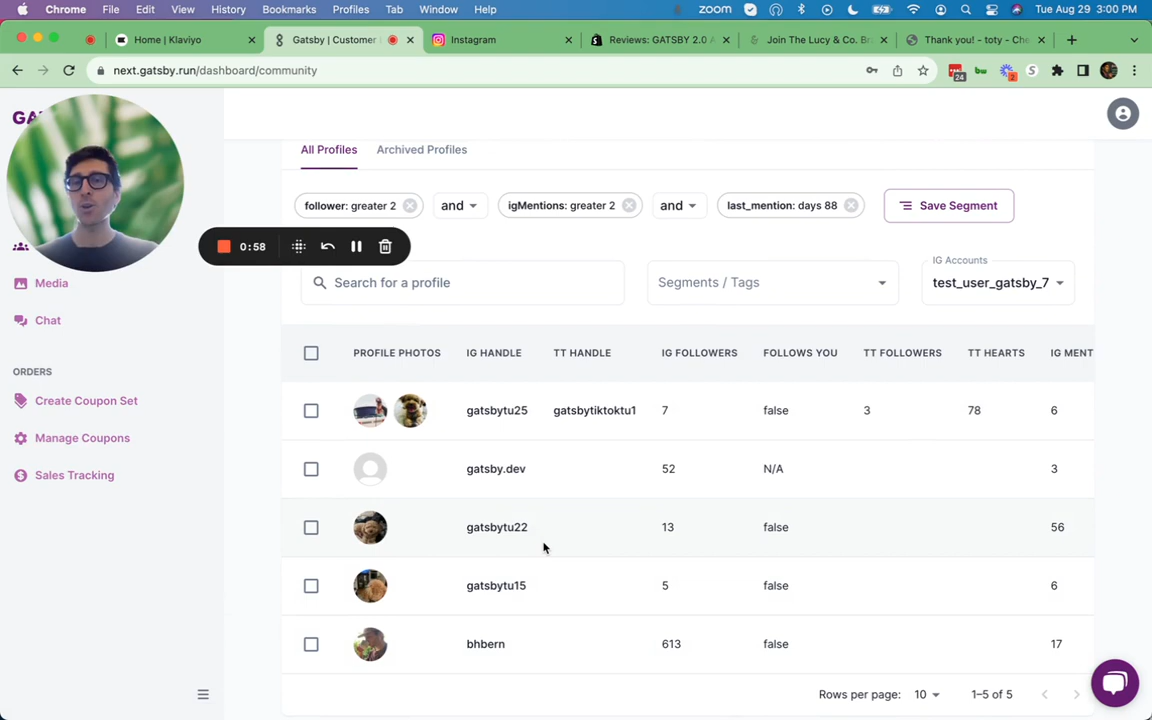 Chrome File Edit View History Bookmarks Profiles Tab Window Help zoom Tue Aug 29 3:00 PM
Home | Klaviyo Gatsby | Customer Instagram Reviews: GATSBY 2.0 A Join The Lucy & Co. Bra Thank you! - toty - Che
next.gatsby.run/dashboard/community 24 2
GA
All Profiles Archived Profiles
follower: greater 2 and igMentions: greater 2 and last_mention: days 88 Save Segment
0:58
Media
Chat
ORDERS
Create Coupon Set
Manage Coupons
Sales Tracking
IG Accounts
Search for a profile Segments / Tags test_user_gatsby_7
PROFILE PHOTOS IG HANDLE TT HANDLE IG FOLLOWERS FOLLOWS YOU TT FOLLOWERS TT HEARTS IG MENT
gatsbytu25 gatsbytiktoktu1 7 false 3 78 6
gatsby.dev 52 N/A 3
gatsbytu22 13 false 56
gatsbytu15 5 false 6
bhbern 613 false 17
Rows per page: 10 1–5 of 5